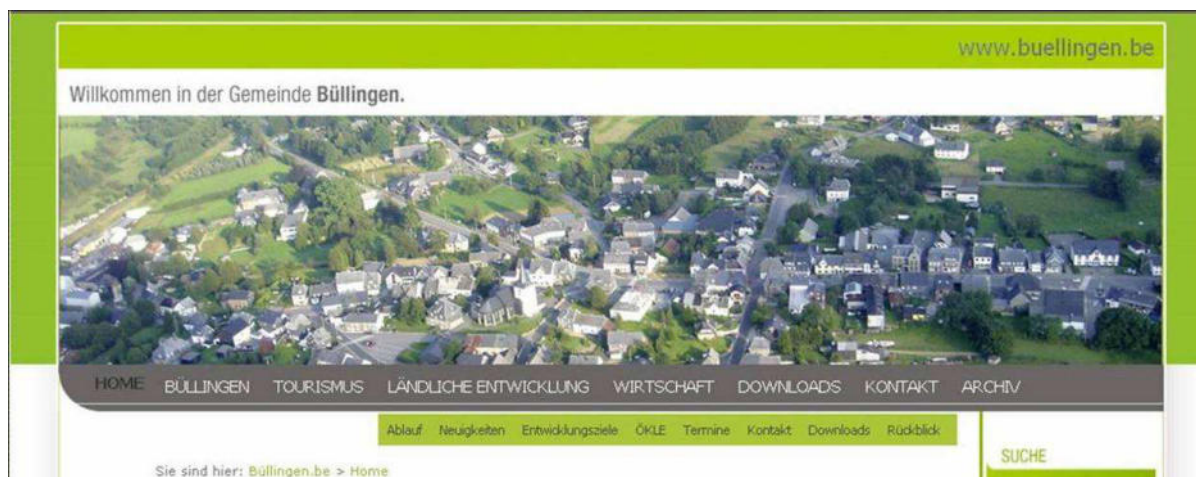 www.buellingen.be
Willkommen in der Gemeinde Büllingen.
HOME BÜLLINGEN TOURISMUS LÄNDLICHE ENTWICKLUNG WIRTSCHAFT DOWNLOADS KONTAKT ARCHIV
Ablauf Neuigkeiten Entwicklungsziele ÖKLE Termine Kontakt Downloads Rückblick
SUCHE
Sie sind hier: Büllingen.be > Home